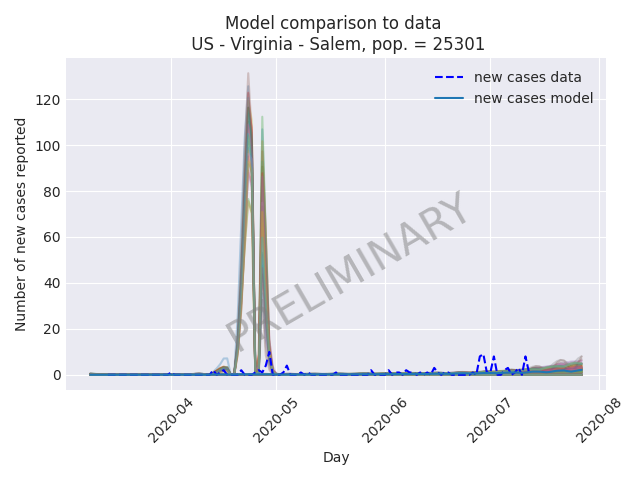 Model comparison to data
US - Virginia - Salem, pop. = 25301
new cases data
new cases model
Number of new cases reported
120
100
80
60
40
20
0
PRELIMINARY
2020-04
2020-05
2020-06
2020-07
2020-08
Day